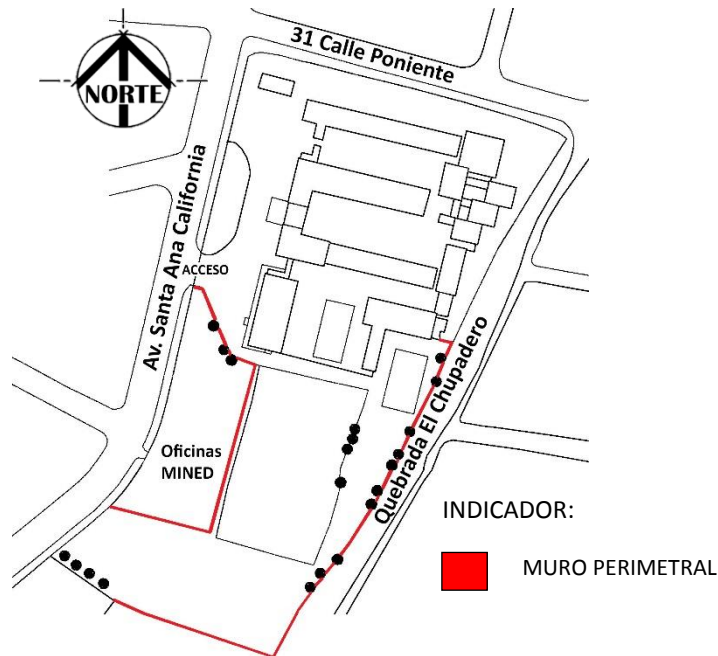 31 Calle Poniente
NORTE
Av. Santa Ana California
ACCESO
Quebrada El Chupadero
Oficinas
MINED
INDICADOR:
MURO PERIMETRAL